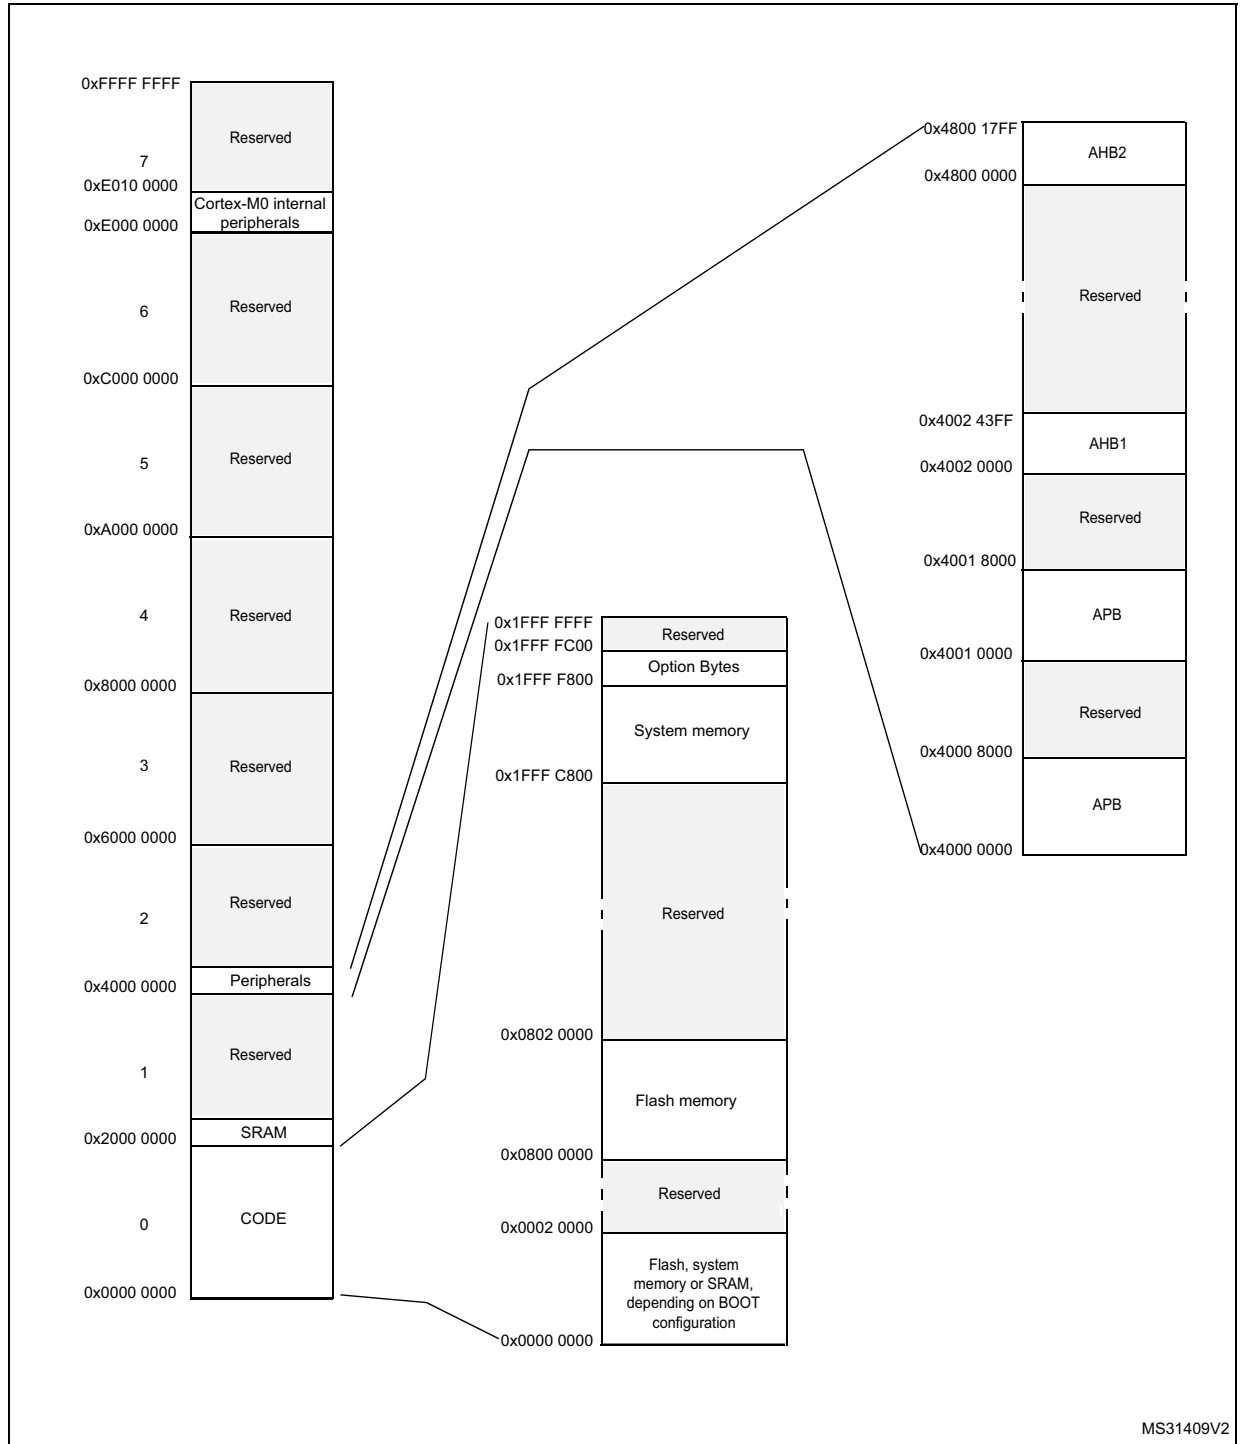 0xFFFF FFFF
Reserved
7
0xE010 0000
Cortex-M0 internal
peripherals
0xE000 0000
Reserved
6
0xC000 0000
Reserved
5
0xA000 0000
Reserved
4
0x8000 0000
Reserved
3
0x6000 0000
Reserved
2
Peripherals
0x4000 0000
Reserved
1
SRAM
0x2000 0000
CODE
0
0x0000 0000
0x1FFF FFFF
Reserved
0x1FFF FC00
Option Bytes
0x1FFF F800
System memory
0x1FFF C800
Reserved
0x0802 0000
Flash memory
0x0800 0000
Reserved
0x0002 0000
Flash, system
memory or SRAM,
depending on BOOT
configuration
0x0000 0000
0x4800 17FF
AHB2
0x4800 0000
Reserved
0x4002 43FF
AHB1
0x4002 0000
Reserved
0x4001 8000
APB
0x4001 0000
Reserved
0x4000 8000
APB
0x4000 0000
MS31409V2